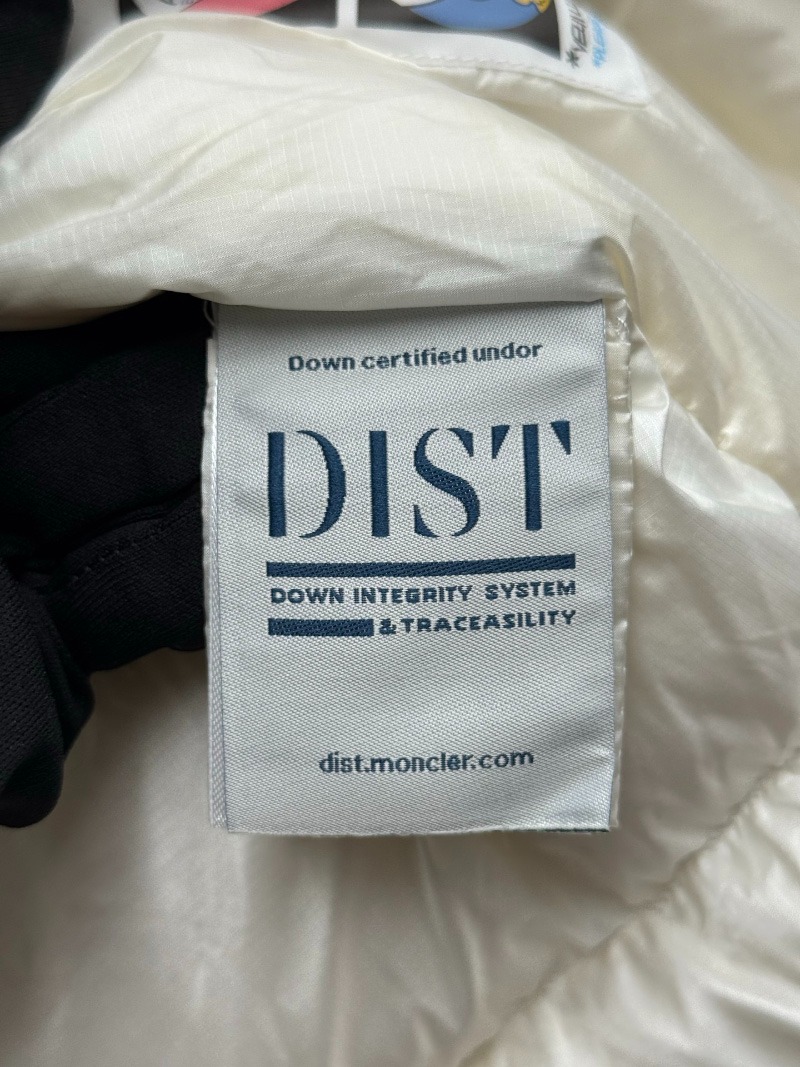 Down certified undor
DIST
DOWN INTEGRITY SYSTEM
& TRACEASILITY
dist.moncler.com